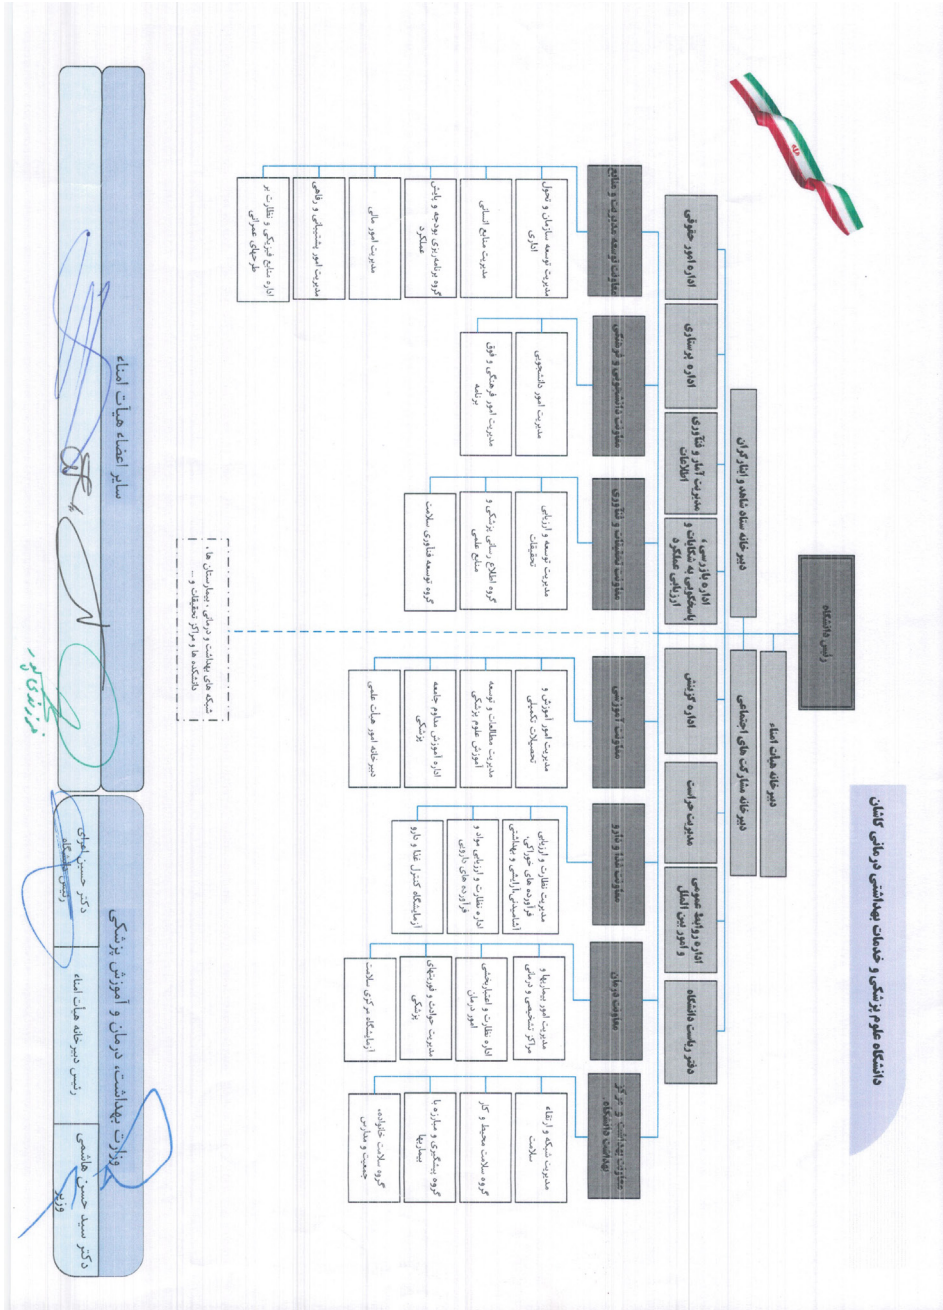 دانشگاه علوم پزشکی و خدمات بهداشتی درمانی کاشان
رئیس دانشگاه
دبیرخانه هیات امناء
دبیرخانه مشارکت های اجتماعی
دبیرخانه ستاد شاهد و ایثارگران
دفتر ریاست دانشگاه
اداره روابط عمومی
و امور بین الملل
مدیریت حراست
اداره گزینش
اداره بازرسی ،
پاسخگویی به شکایات و
ارزیابی عملکرد
مدیریت آمار و فنآوری
اطلاعات
اداره پرستاری
اداره امور حقوقی
معاونت بهداشت و مرکز
بهداشت دانشگاه
مدیریت شبکه و ارتقاء
سلامت
گروه سلامت محیط و کار
گروه پیشگیری و مبارزه با
بیماریها
گروه سلامت خانواده،
جمعیت و مدارس
معاونت درمان
مدیریت امور بیماریها و
مراکز تشخیصی و درمانی
اداره نظارت و اعتباربخشی
امور درمان
مدیریت حوادث و فوریتهای
پزشکی
آزمایشگاه مرکزی سلامت
معاونت غذا و دارو
مدیریت نظارت و ارزیابی
فرآورده های خوراکی،
آشامیدنی،آرایشی و بهداشتی
اداره نظارت و ارزیابی مواد و
فرآورده های دارویی
آزمایشگاه کنترل غذا و دارو
معاونت آموزشی
مدیریت امور آموزش و
تحصیلات تکمیلی
مدیریت مطالعات و توسعه
آموزش علوم پزشکی
اداره آموزش مداوم جامعه
پزشکی
دبیرخانه امور هیأت علمی
معاونت تحقیقات و فنآوری
مدیریت توسعه و ارزیابی
تحقیقات
گروه اطلاع رسانی پزشکی و
منابع علمی
گروه توسعه فناوری سلامت
معاونت دانشجویی و فرهنگی
مدیریت امور دانشجویی
مدیریت امور فرهنگی و فوق
برنامه
معاونت توسعه مدیریت و منابع
مدیریت توسعه سازمان و تحول
اداری
مدیریت منابع انسانی
گروه برنامه‌ریزی بودجه و پایش
عملکرد
مدیریت امور مالی
مدیریت امور پشتیبانی و رفاهی
اداره منابع فیزیکی و نظارت بر
طرحهای عمرانی
شبکه های بهداشت و درمانی ، بیمارستان ها ،
دانشکده ها و مراکز تحقیقات و ...
وزارت بهداشت، درمان و آموزش پزشکی
سایر اعضاء هیأت امناء
دکتر سید حسن هاشمی
وزیر
رئیس دبیرخانه هیأت امناء
دکتر حسین
رئیس دانشگاه